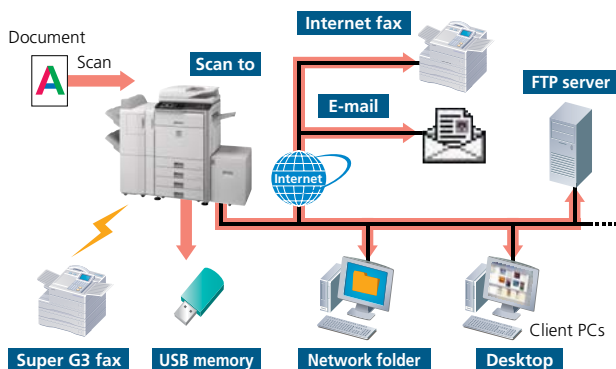 Document
Scan
A
Scan to
Internet fax
E-mail
FTP server
Internet
Client PCs
Super G3 fax
USB memory
Network folder
Desktop